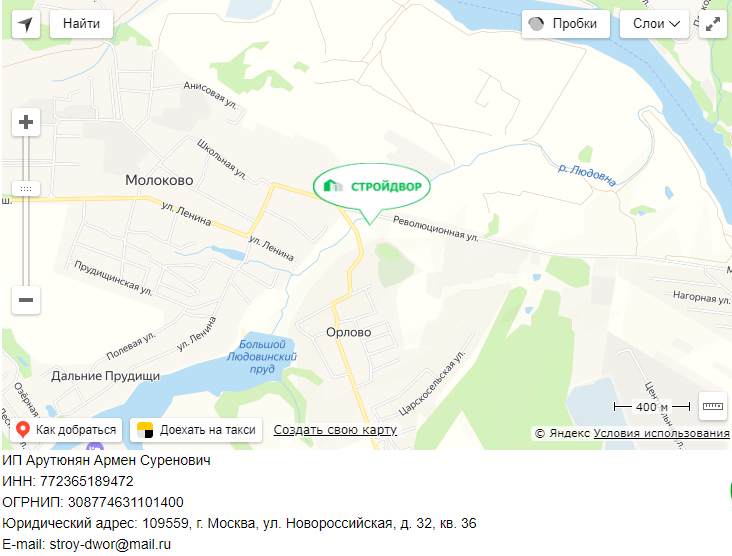 Найти
Пробки
Слои
Анисовая ул.
Школьная ул.
р. Людовна
Молоково
СТРОЙДВОР
ш.
ул. Ленина
Революционная ул.
ул. Ленина
Прудищинская ул.
Нагорная ул.
ул. Ленина
Орлово
Полевая ул.
Большой
Людовинский
пруд
Дальние Прудищи
Царскосельская ул.
Озёрная
400 м
Как добраться
Доехать на такси
Создать свою карту
© Яндекс Условия использования
ИП Арутюнян Армен Суренович
ИНН: 772365189472
ОГРНИП: 308774631101400
Юридический адрес: 109559, г. Москва, ул. Новороссийская, д. 32, кв. 36
E-mail: stroy-dwor@mail.ru